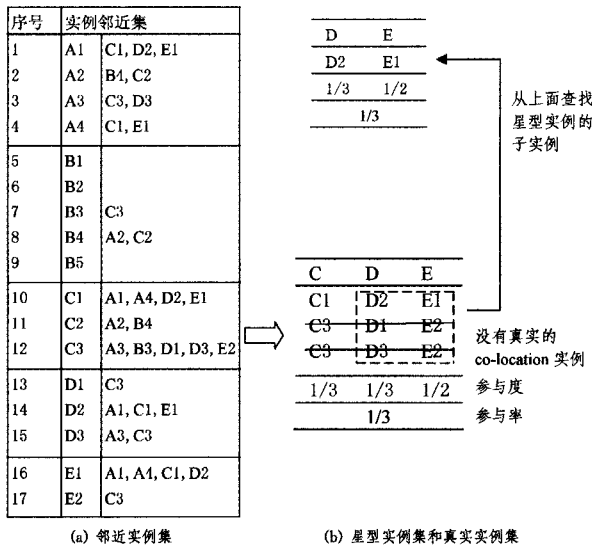 序号 实例邻近集
1 A1 C1, D2, E1
2 A2 B4, C2
3 A3 C3, D3
4 A4 C1, E1
5 B1
6 B2
7 B3 C3
8 B4 A2, C2
9 B5
10 C1 A1, A4, D2, E1
11 C2 A2, B4
12 C3 A3, B3, D1, D3, E2
13 D1 C3
14 D2 A1, C1, E1
15 D3 A3, C3
16 E1 A1, A4, C1, D2
17 E2 C3
(a) 邻近实例集
D E
D2 E1
1/3 1/2
1/3
从上面查找
星型实例的
子实例
C D E
C1 D2 E1
C3 D1 E2
C3 D3 E2
没有真实的
co-location 实例
1/3 1/3 1/2 参与度
1/3 参与率
(b) 星型实例集和真实实例集